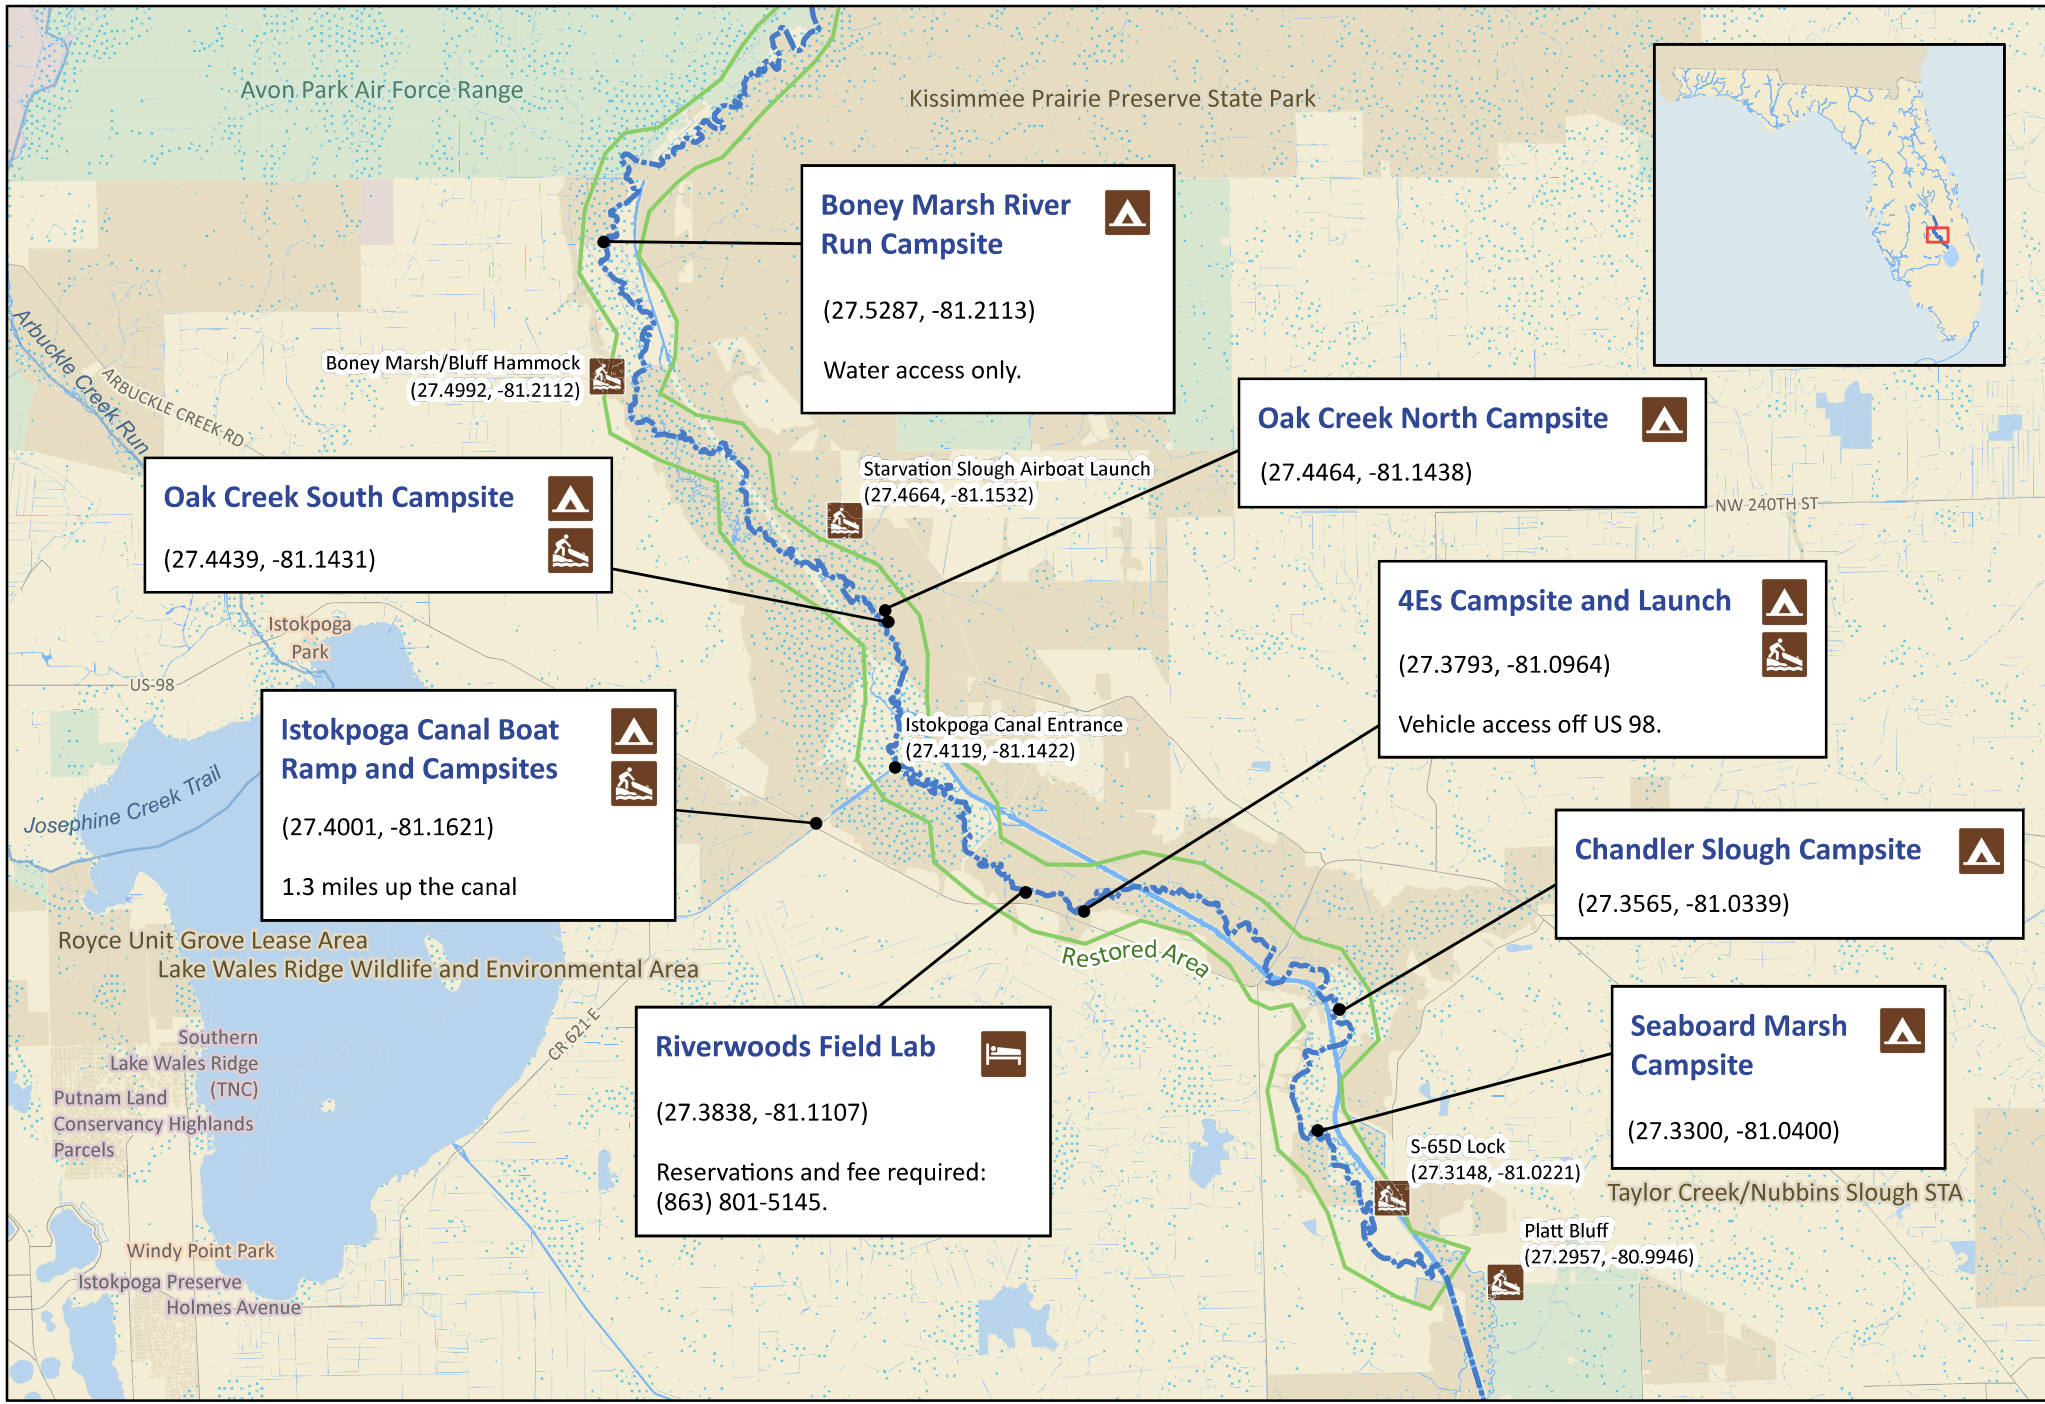 Avon Park Air Force Range
Kissimmee Prairie Preserve State Park
Boney Marsh River
Run Campsite
(27.5287, -81.2113)
Water access only.
Boney Marsh/Bluff Hammock
(27.4992, -81.2112)
Arbuckle Creek Run
ARBUCKLE CREEK RD
Oak Creek North Campsite
(27.4464, -81.1438)
Starvation Slough Airboat Launch
(27.4664, -81.1532)
NW 240TH ST
Oak Creek South Campsite
(27.4439, -81.1431)
4Es Campsite and Launch
(27.3793, -81.0964)
Vehicle access off US 98.
Istokpoga
Park
US-98
Istokpoga Canal Boat
Ramp and Campsites
(27.4001, -81.1621)
1.3 miles up the canal
Istokpoga Canal Entrance
(27.4119, -81.1422)
Josephine Creek Trail
Chandler Slough Campsite
(27.3565, -81.0339)
Royce Unit Grove Lease Area
Lake Wales Ridge Wildlife and Environmental Area
Restored Area
Seaboard Marsh
Campsite
(27.3300, -81.0400)
Riverwoods Field Lab
(27.3838, -81.1107)
Reservations and fee required:
(863) 801-5145.
CR 621-E
Southern
Lake Wales Ridge
(TNC)
Putnam Land
Conservancy Highlands
Parcels
S-65D Lock
(27.3148, -81.0221)
Taylor Creek/Nubbins Slough STA
Platt Bluff
(27.2957, -80.9946)
Windy Point Park
Istokpoga Preserve
Holmes Avenue